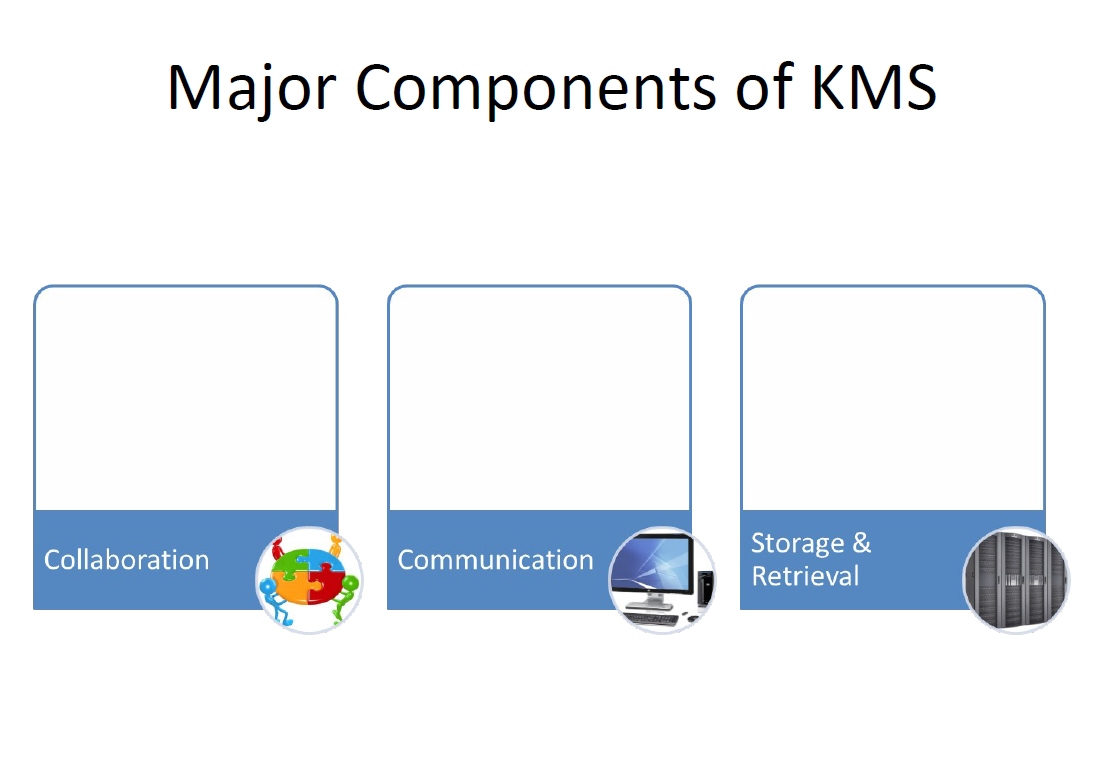 Major Components of KMS
Collaboration
Communication
Storage &
Retrieval